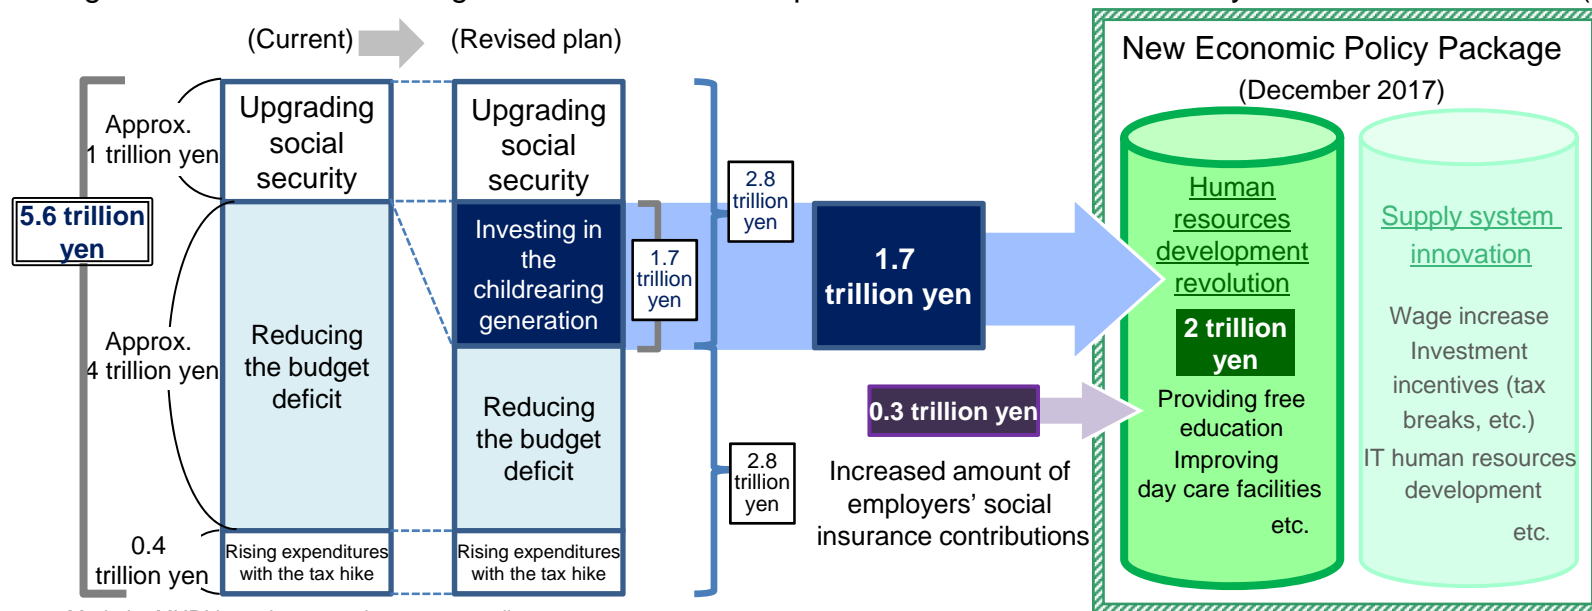 (Current)
(Revised plan)
Approx.
1 trillion yen
5.6 trillion
yen
Approx.
4 trillion yen
0.4
trillion yen
Upgrading
social
security
Reducing
the budget
deficit
Rising expenditures
with the tax hike
Upgrading
social
security
Investing in
the
childrearing
generation
Reducing
the budget
deficit
Rising expenditures
with the tax hike
1.7
trillion
yen
2.8
trillion
yen
2.8
trillion
yen
1.7
trillion yen
0.3 trillion yen
Increased amount of
employers’ social
insurance contributions
New Economic Policy Package
(December 2017)
Human
resources
development
revolution
2 trillion
yen
Providing free
education
Improving
day care facilities
etc.
Supply system
innovation
Wage increase
Investment
incentives (tax
breaks, etc.)
IT human resources
development
etc.